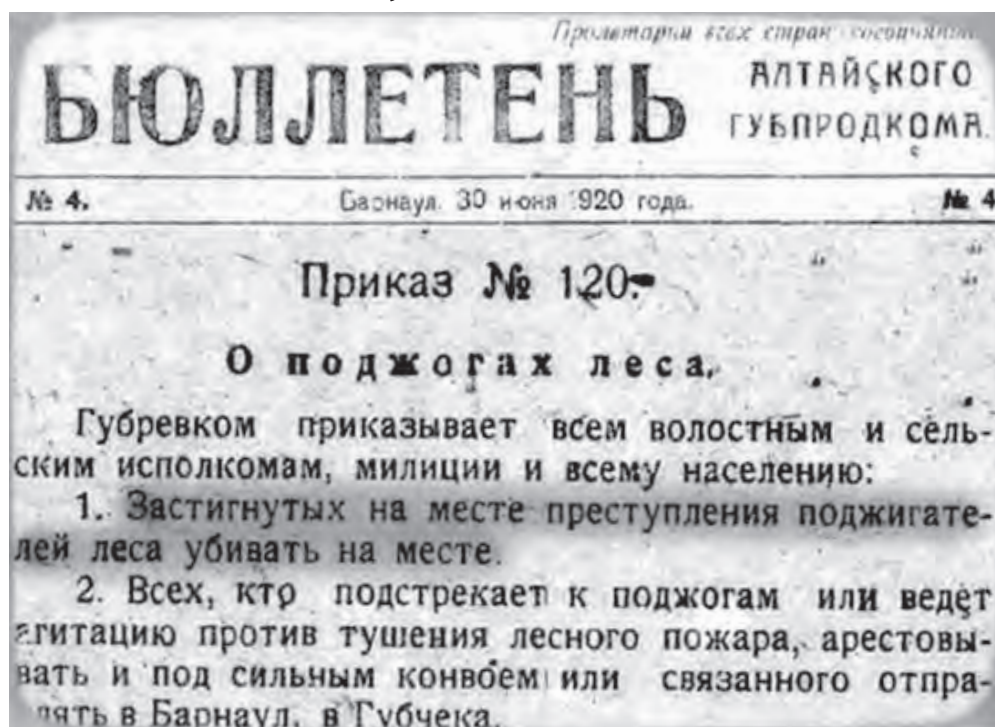 Пролетарии всех стран соединяйте
БЮЛЛЕТЕНЬ
АЛТАЙСКОГО
ГУБПРОДКОМА.
№ 4. Барнаул. 30 июня 1920 года. № 4
Приказ № 120.
О поджогах леса.
Губревком приказывает всем волостным и сель-
ским исполкомам, милиции и всему населению:
1. Застигнутых на месте преступления поджигате-
лей леса убивать на месте.
2. Всех, кто подстрекает к поджогам или ведет
агитацию против тушения лесного пожара, арестовы-
вать и под сильным конвоем или связанного отпра-
лять в Барнаул, в Губчека.